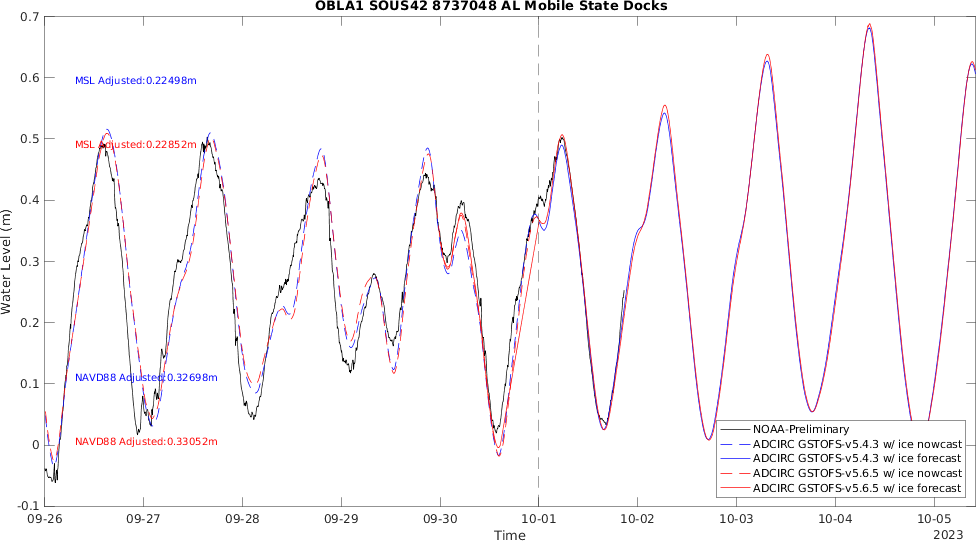 OBLA1 SOUS42 8737048 AL Mobile State Docks
0.7
0.6
0.5
0.4
0.3
0.2
0.1
0
-0.1
Water Level (m)
MSL Adjusted:0.22498m
MSL Adjusted:0.22852m
NAVD88 Adjusted:0.32698m
NAVD88 Adjusted:0.33052m
NOAA-Preliminary
ADCIRC GSTOFS-v5.4.3 w/ ice nowcast
ADCIRC GSTOFS-v5.4.3 w/ ice forecast
ADCIRC GSTOFS-v5.6.5 w/ ice nowcast
ADCIRC GSTOFS-v5.6.5 w/ ice forecast
09-26 09-27 09-28 09-29 09-30 10-01 10-02 10-03 10-04 10-05
Time
2023